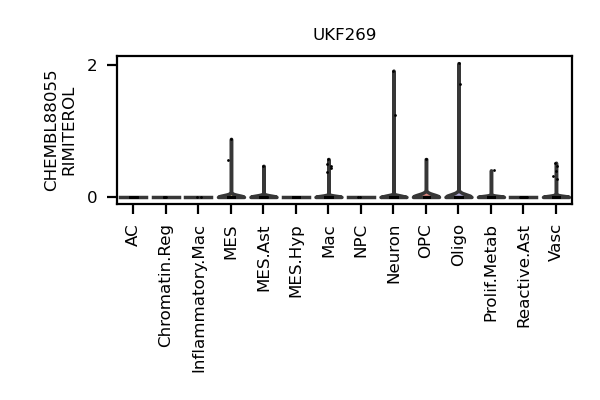 UKF269
CHEMBL88055
RIMITEROL
2
0
AC
Chromatin.Reg
Inflammatory.Mac
MES
MES.Ast
MES.Hyp
Mac
NPC
Neuron
OPC
Oligo
Prolif.Metab
Reactive.Ast
Vasc